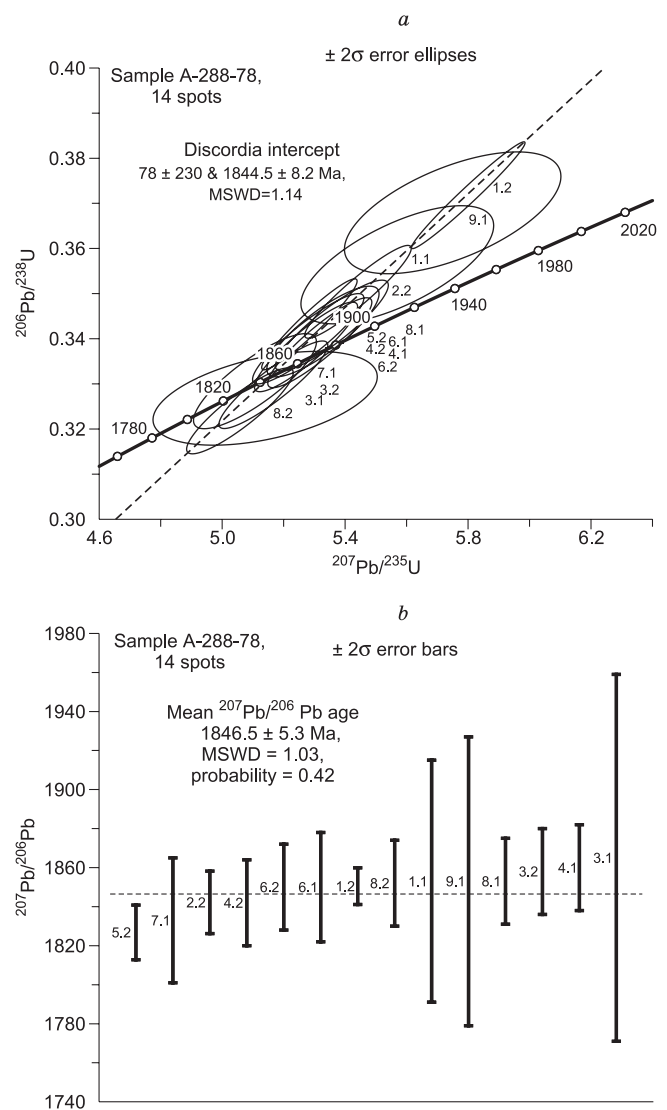 a
± 2σ error ellipses
Sample A-288-78,
14 spots
Discordia intercept
78 ± 230 & 1844.5 ± 8.2 Ma,
MSWD=1.14
0.40
0.38
0.36
0.34
0.32
0.30
²⁰⁶Pb/²³⁸U
1.2
9.1
1.1
2.2
2020
1980
1940
1900
1860
1820
1780
8.1
5.2 6.1
4.2 4.1
6.2
7.1
3.2
3.1
8.2
4.6 5.0 5.4 5.8 6.2
²⁰⁷Pb/²³⁵U
b
± 2σ error bars
Sample A-288-78,
14 spots
Mean ²⁰⁷Pb/²⁰⁶ Pb age
1846.5 ± 5.3 Ma,
MSWD = 1.03,
probability = 0.42
1980
1940
1900
1860
1820
1780
1740
²⁰⁷Pb/²⁰⁶Pb
5.2 7.1 2.2 4.2 6.2 6.1 1.2 8.2 1.1 9.1 8.1 3.2 4.1 3.1